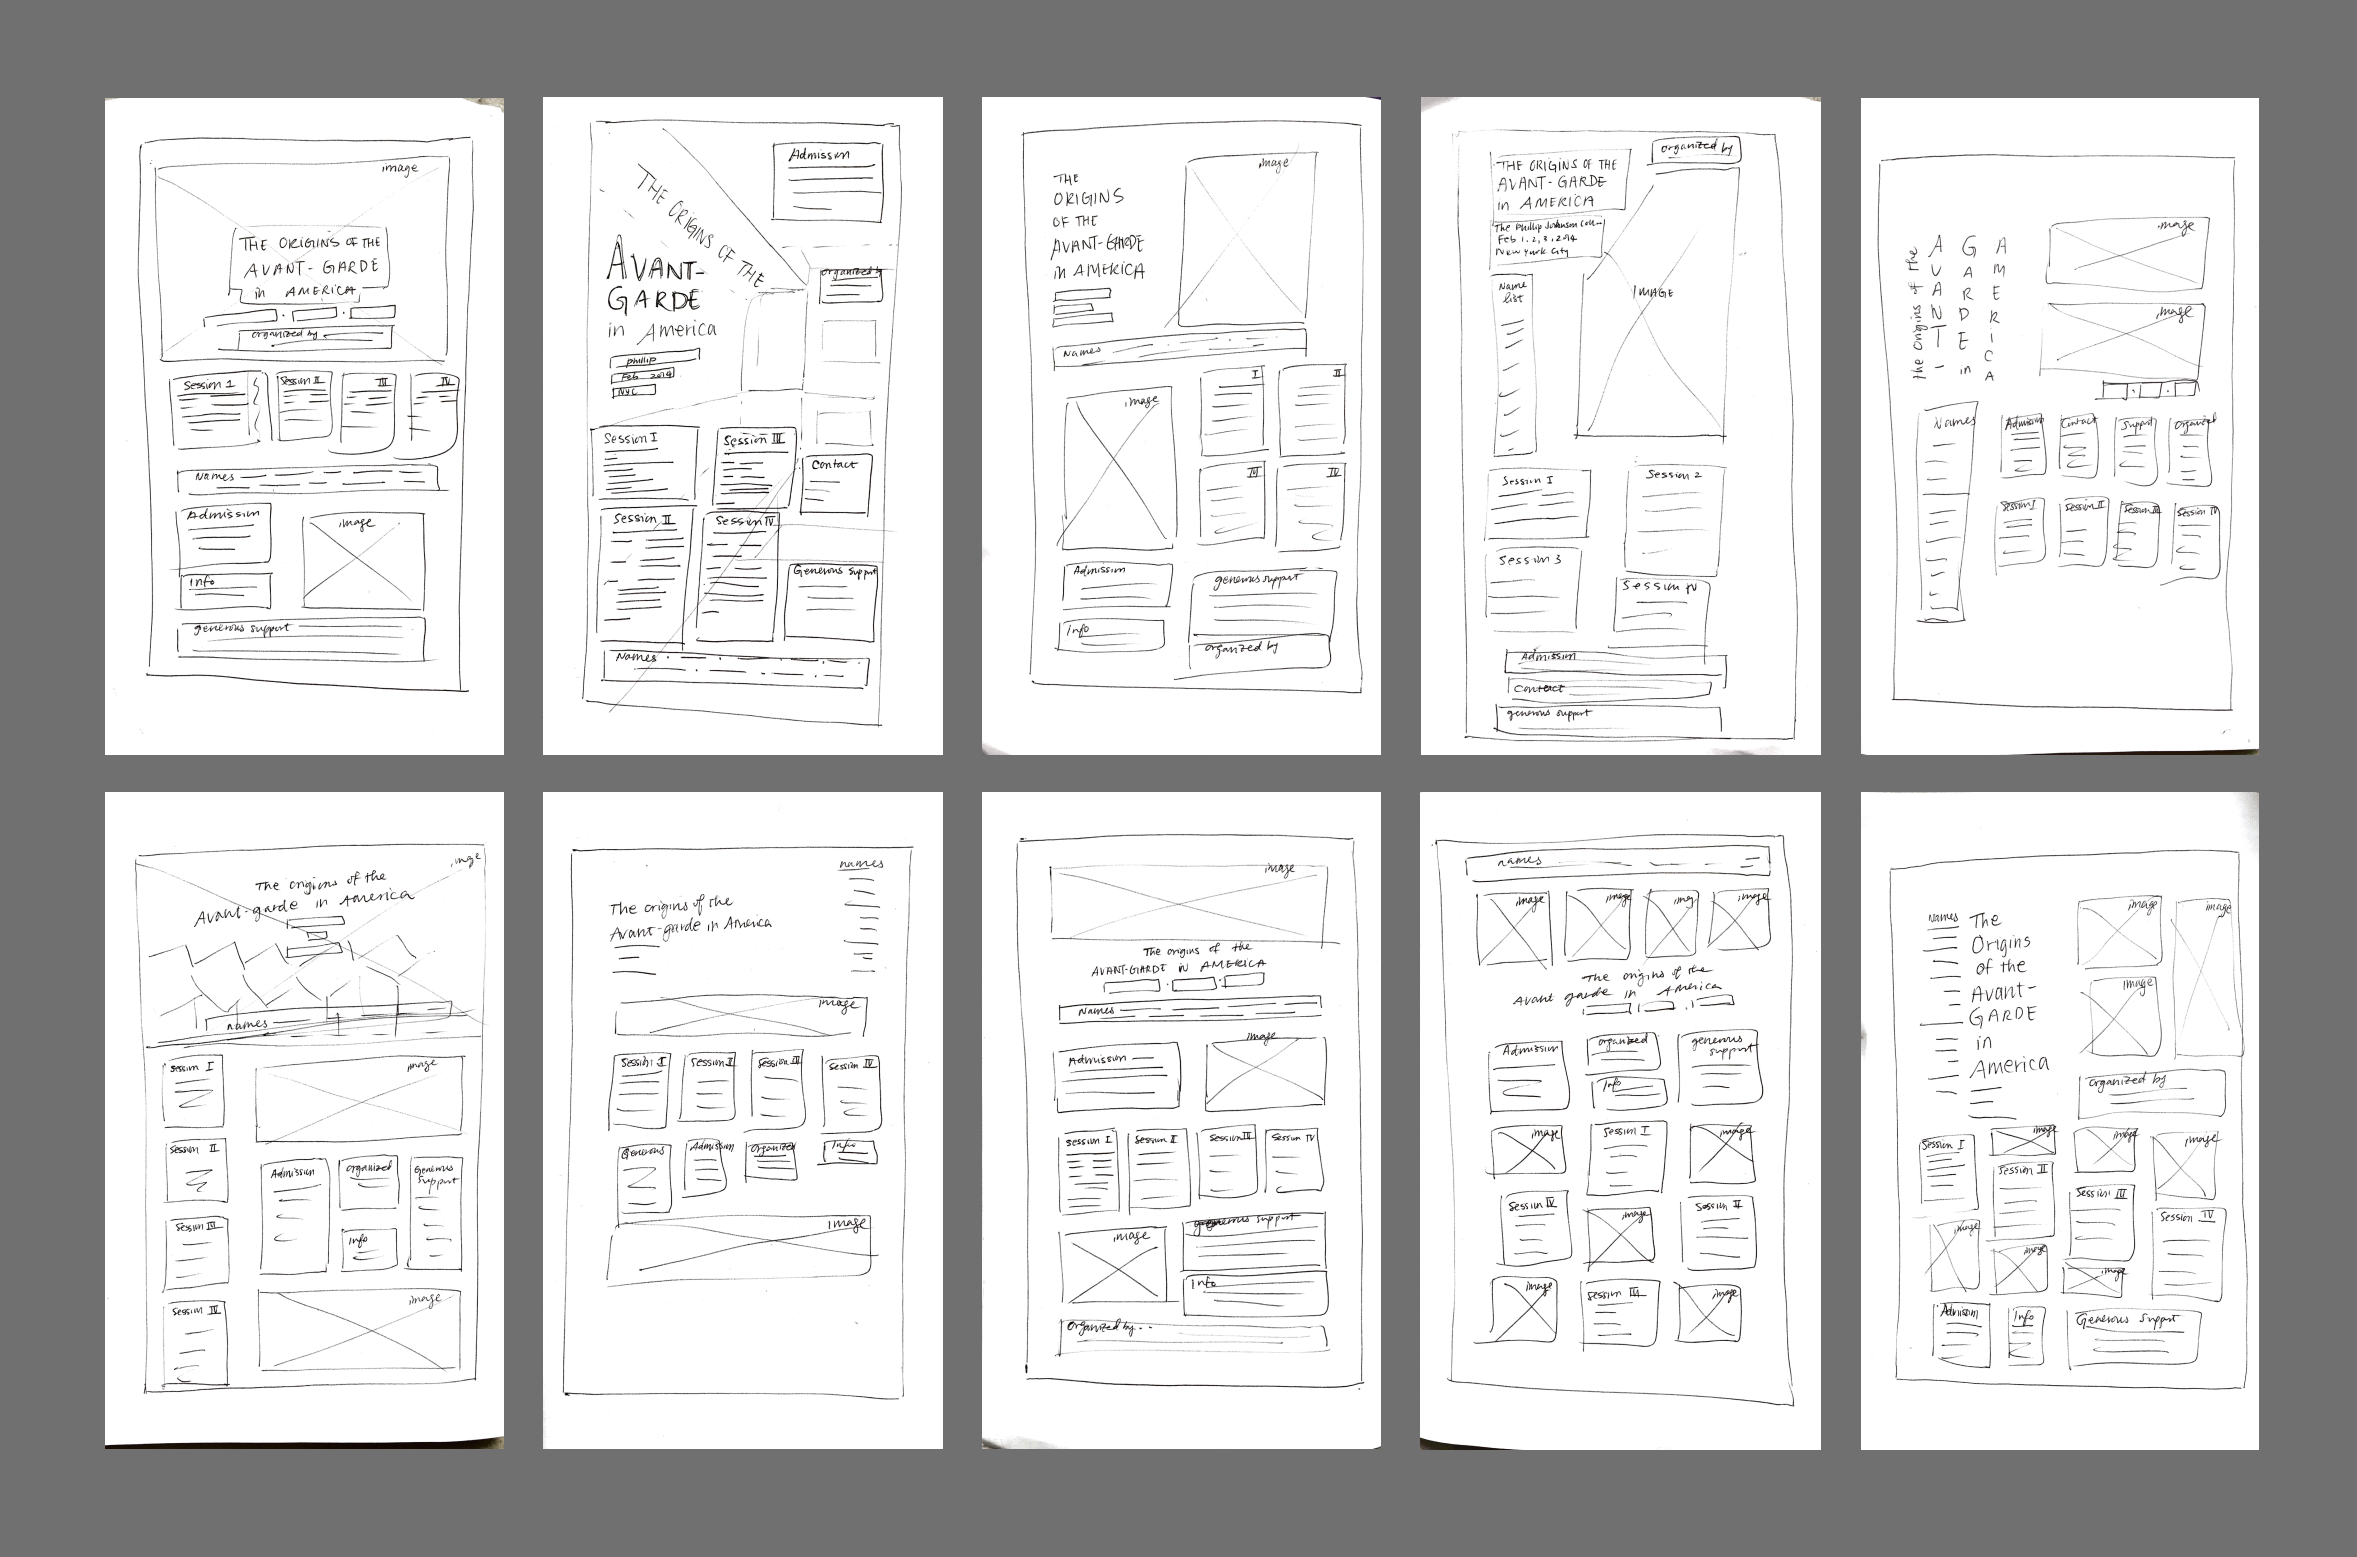 image
THE ORIGINS OF THE
AVANT-GARDE
in AMERICA
organized by
Session 1
Session II
III
IV
Names
Admission
image
Info
generous support
Admission
THE ORIGINS OF THE
AVANT-
GARDE
in America
organized by
phillip
Feb 2014
NYC
Session I
Session III
Contact
Session II
Session IV
Generous Support
Names
image
THE
ORIGINS
OF THE
AVANT-GARDE
in AMERICA
Names
image
I
II
III
IV
Admission
generous support
Info
organized by
organized by
THE ORIGINS OF THE
AVANT-GARDE
in AMERICA
The Phillip Johnson
Feb 1, 2, 3, 2014
New York City
Name
list
IMAGE
Session I
Session 2
Session 3
Session IV
Admission
Contact
generous support
the origins of the
AVANT-
GARDE in
AMERICA
image
image
Names
Admission
Contact
Support
Organized
Session I
Session II
Session III
Session IV
image
The origins of the
Avant-garde in America
names
Session I
image
Session II
Admission
organized
Generous
Support
Session III
Info
Session IV
image
names
The origins of the
Avant-garde in America
image
Session I
Session II
Session III
Session IV
Generous
Admission
Organized
Info
image
image
The origins of the
AVANT-GARDE IN AMERICA
Names
image
Admission
Session I
Session II
Session III
Session IV
image
generous support
Info
Organized by...
names
image
image
image
image
The origins of the
Avant garde in America
Admission
organized
generous
support
Info
image
Session I
image
Session IV
image
Session II
image
Session III
image
Names
The
Origins
of the
Avant-
GARDE
in
America
image
image
image
Organized by
Session I
image
image
image
Session II
Session III
Session IV
image
image
image
Admission
Info
Generous Support